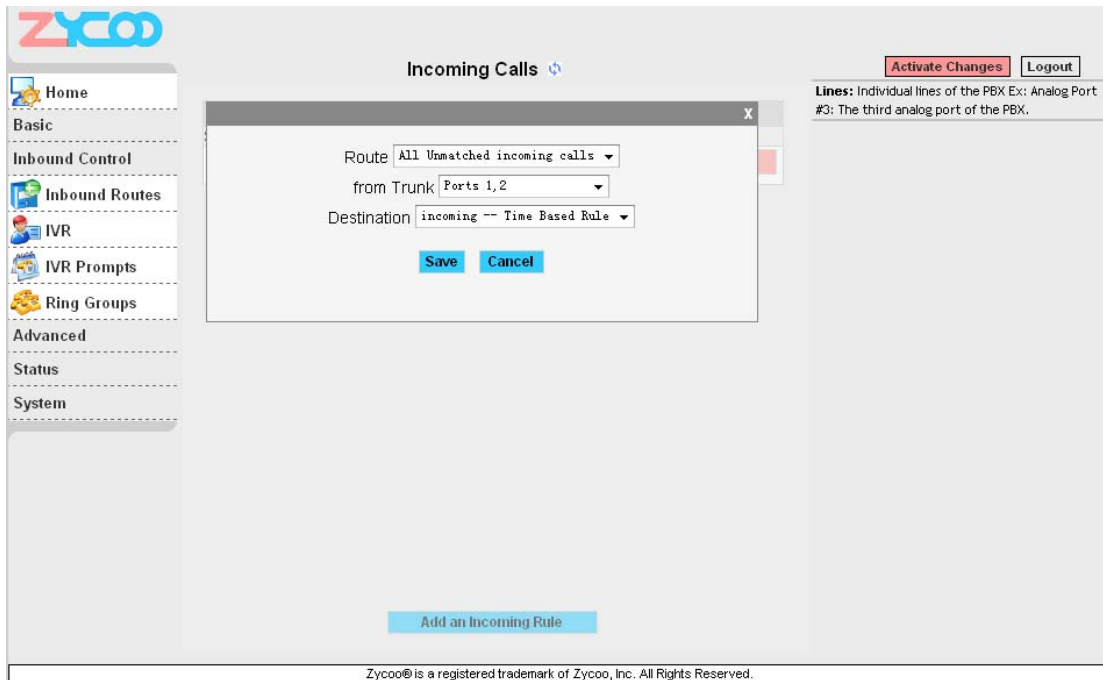 ZYCOO
Incoming Calls
Activate Changes
Logout
Lines: Individual lines of the PBX Ex: Analog Port
#3: The third analog port of the PBX.
Home
Basic
Inbound Control
Inbound Routes
IVR
IVR Prompts
Ring Groups
Advanced
Status
System
X
Route All Unmatched incoming calls
from Trunk Ports 1,2
Destination incoming -- Time Based Rule
Save
Cancel
Add an Incoming Rule
Zycoo® is a registered trademark of Zycoo, Inc. All Rights Reserved.